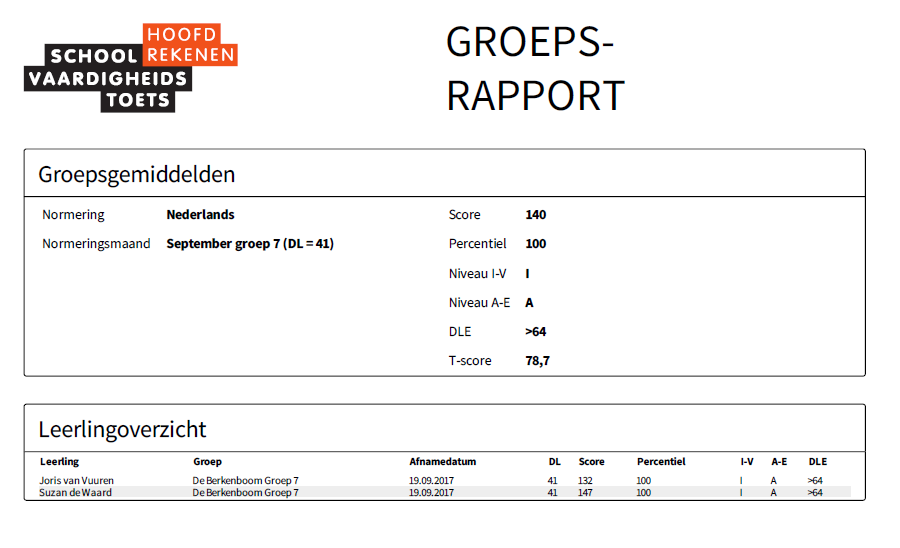 HOOFD
SCHOOL REKENEN
VAARDIGHEIDS
TOETS
GROEPS-
RAPPORT
Groepsgemiddelden
Normering Nederlands Score 140
Normeringsmaand September groep 7 (DL = 41) Percentiel 100
Niveau I-V I
Niveau A-E A
DLE >64
T-score 78,7
Leerlingoverzicht
Leerling Groep Afnamedatum DL Score Percentiel I-V A-E DLE
Joris van Vuuren De Berkenboom Groep 7 19.09.2017 41 132 100 I A >64
Suzan de Waard De Berkenboom Groep 7 19.09.2017 41 147 100 I A >64